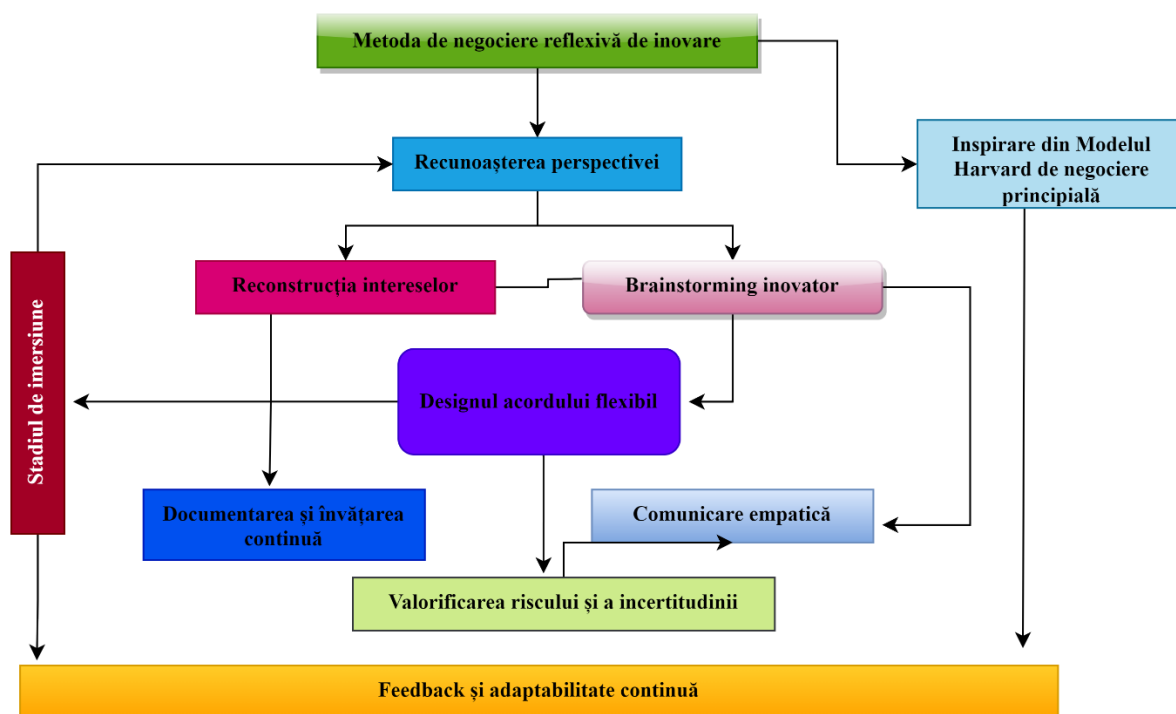 Metoda de negociere reflexivă de inovare
Recunoașterea perspectivei
Inspirare din Modelul
Harvard de negociere
principială
Reconstrucția intereselor
Brainstorming inovator
Stadiul de imersiune
Designul acordului flexibil
Documentarea și învățarea
continuă
Comunicare empatică
Valorificarea riscului și a incertitudinii
Feedback și adaptabilitate continuă